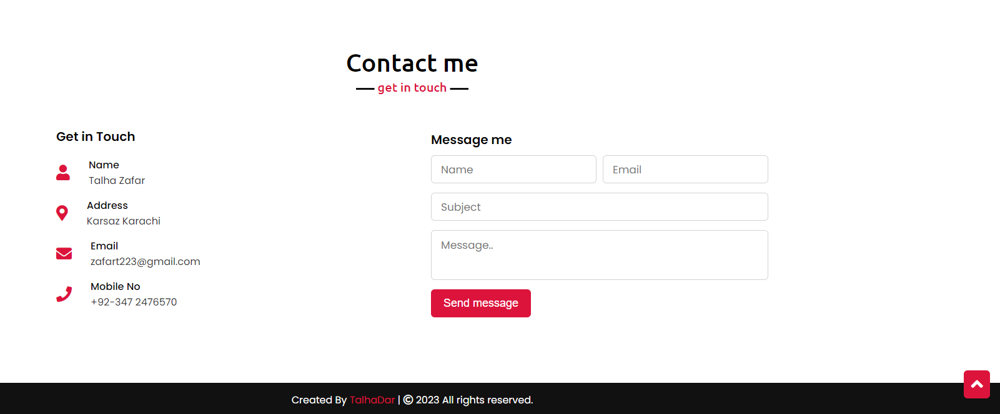 Contact me
get in touch
Get in Touch
Name
Talha Zafar
Address
Karsaz Karachi
Email
zafart223@gmail.com
Mobile No
+92-347 2476570
Message me
Name Email
Subject
Message..
Send message
Created By TalhaDar | © 2023 All rights reserved.